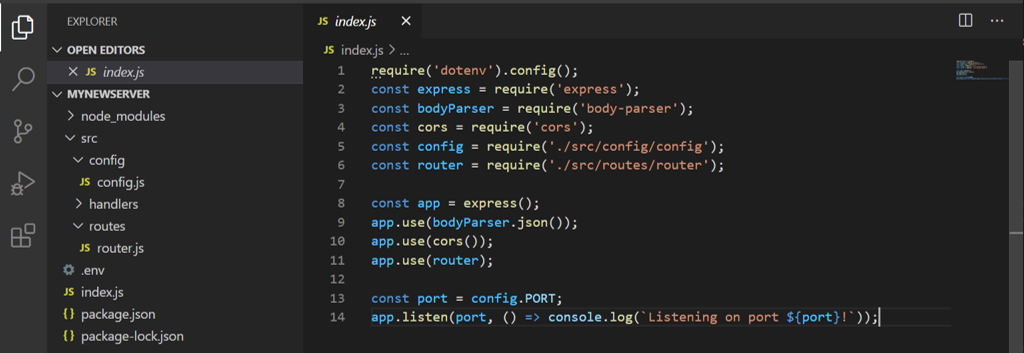 EXPLORER
OPEN EDITORS
JS index.js
MYNEWSERVER
node_modules
src
config
JS config.js
handlers
routes
JS router.js
.env
JS index.js
{ } package.json
{ } package-lock.json
JS index.js
JS index.js > ...
1 require('dotenv').config();
2 const express = require('express');
3 const bodyParser = require('body-parser');
4 const cors = require('cors');
5 const config = require('./src/config/config');
6 const router = require('./src/routes/router');
7
8 const app = express();
9 app.use(bodyParser.json());
10 app.use(cors());
11 app.use(router);
12
13 const port = config.PORT;
14 app.listen(port, () => console.log(`Listening on port ${port}!`));